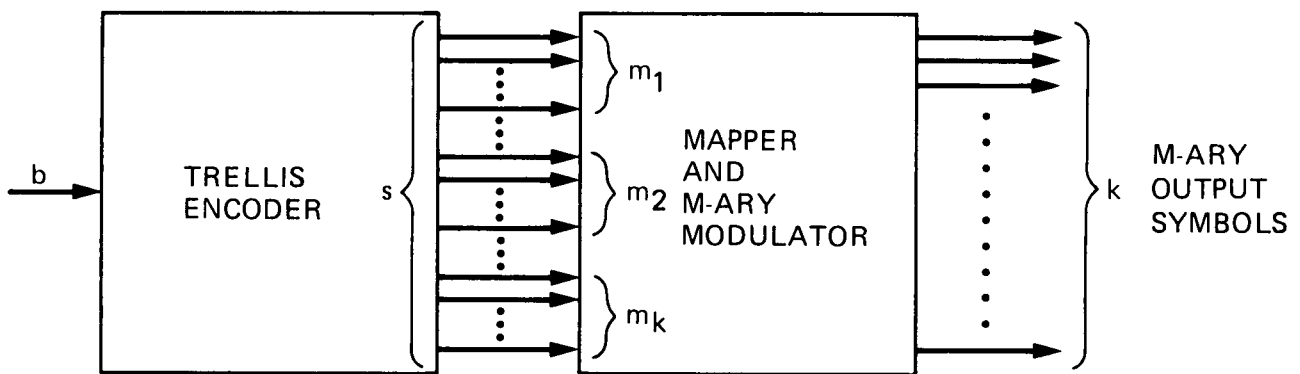 b
TRELLIS
ENCODER
s
m1
m2
mk
MAPPER
AND
M-ARY
MODULATOR
k
M-ARY
OUTPUT
SYMBOLS